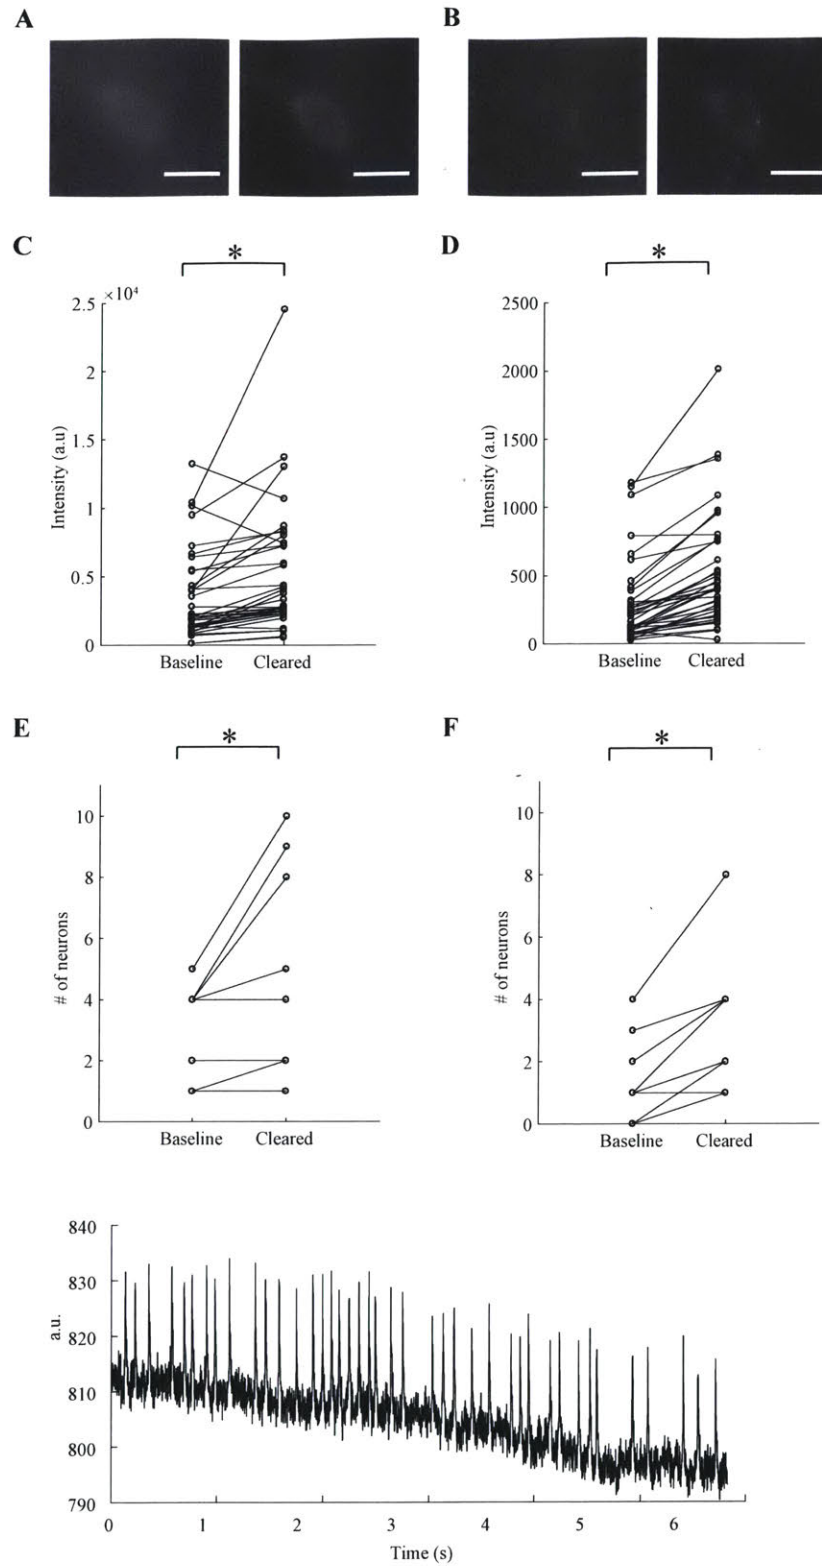 A B
C D
* *
×10⁴
2.5 2500
2 2000
1.5 1500
Intensity (a.u) Intensity (a.u)
1 1000
0.5 500
0 0
Baseline Cleared Baseline Cleared
E F
* *
10 10
8 8
6 6
# of neurons # of neurons
4 4
2 2
0 0
Baseline Cleared Baseline Cleared
840
830
a.u.
820
810
800
790
0 1 2 3 4 5 6
Time (s)